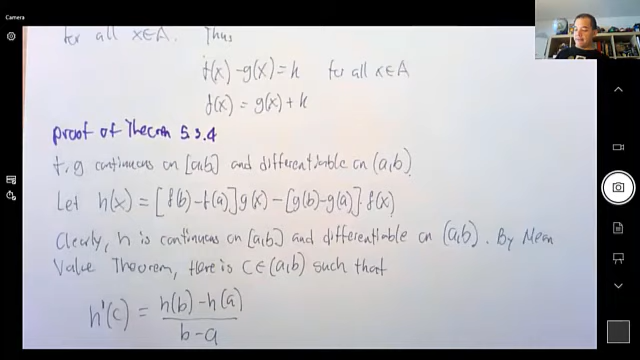 Camera
for all x∈A. Thus
f(x) - g(x) = k for all x∈A
f(x) = g(x) + k
proof of Theorem 5.3.4
f, g continuous on [a,b] and differentiable on (a,b).
Let h(x) = [f(b) - f(a)] g(x) - [g(b) - g(a)] · f(x)
Clearly, h is continuous on [a,b] and differentiable on (a,b). By Mean
Value Theorem, there is C∈(a,b) such that
h'(c) = \frac{h(b) - h(a)}{b - a}